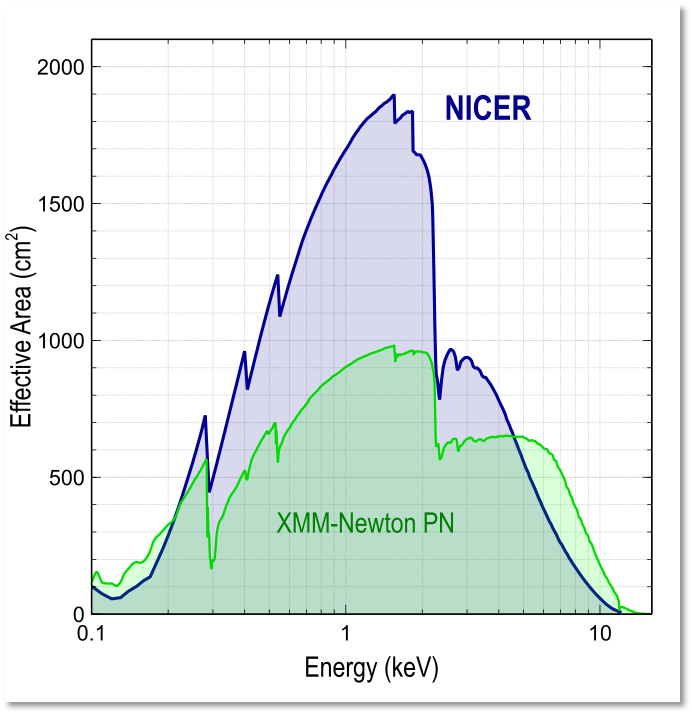 2000
NICER
1500
Effective Area (cm²)
1000
500
XMM-Newton PN
0
0.1 1 10
Energy (keV)